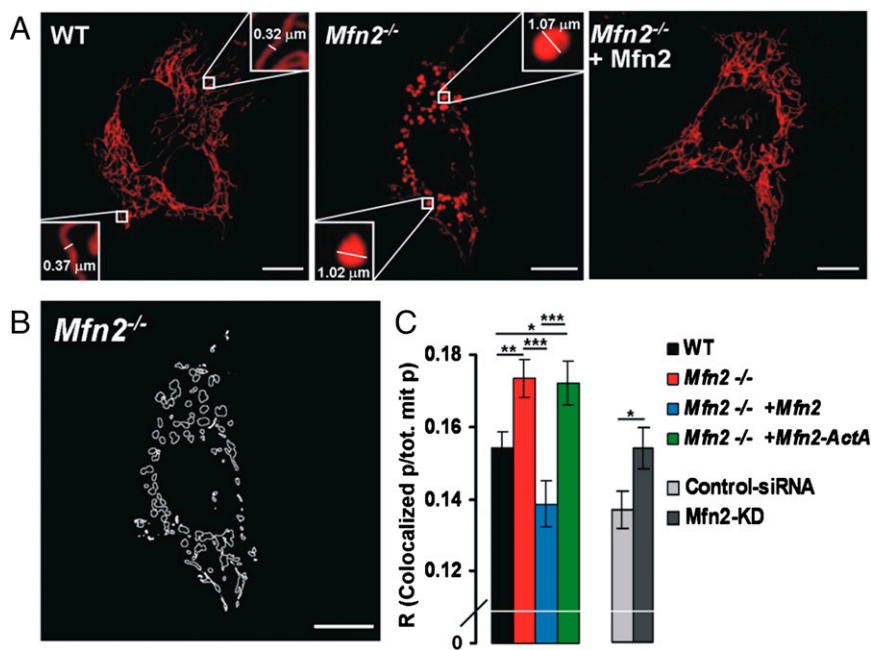 A
WT
0.32 µm
0.37 µm
Mfn2-/-
1.07 µm
1.02 µm
Mfn2-/-
+ Mfn2
B
Mfn2-/-
C
R (Colocalized p/tot. mit p)
0.18
0.16
0.14
0.12
0
*
**
***
***
*
WT
Mfn2 -/-
Mfn2 -/- +Mfn2
Mfn2 -/- +Mfn2-ActA
Control-siRNA
Mfn2-KD